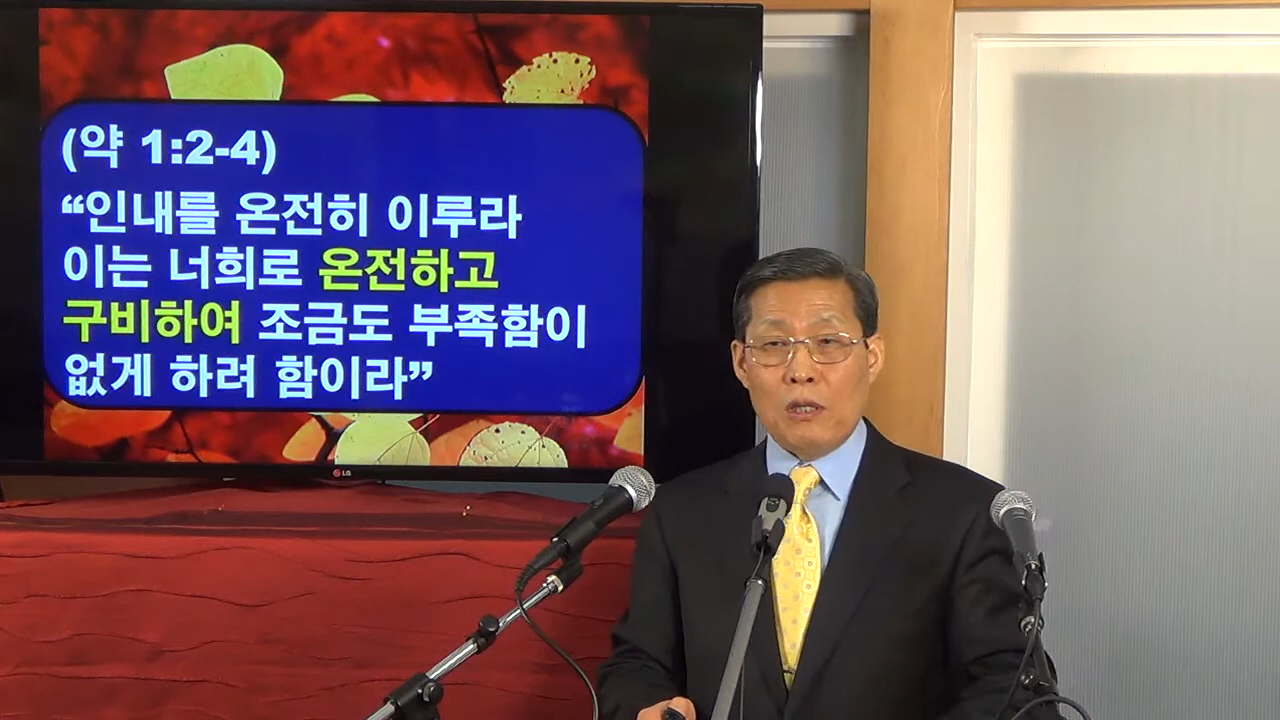 (약 1:2-4)
“인내를 온전히 이루라
이는 너희로 온전하고
구비하여 조금도 부족함이
없게 하려 함이라”
LG